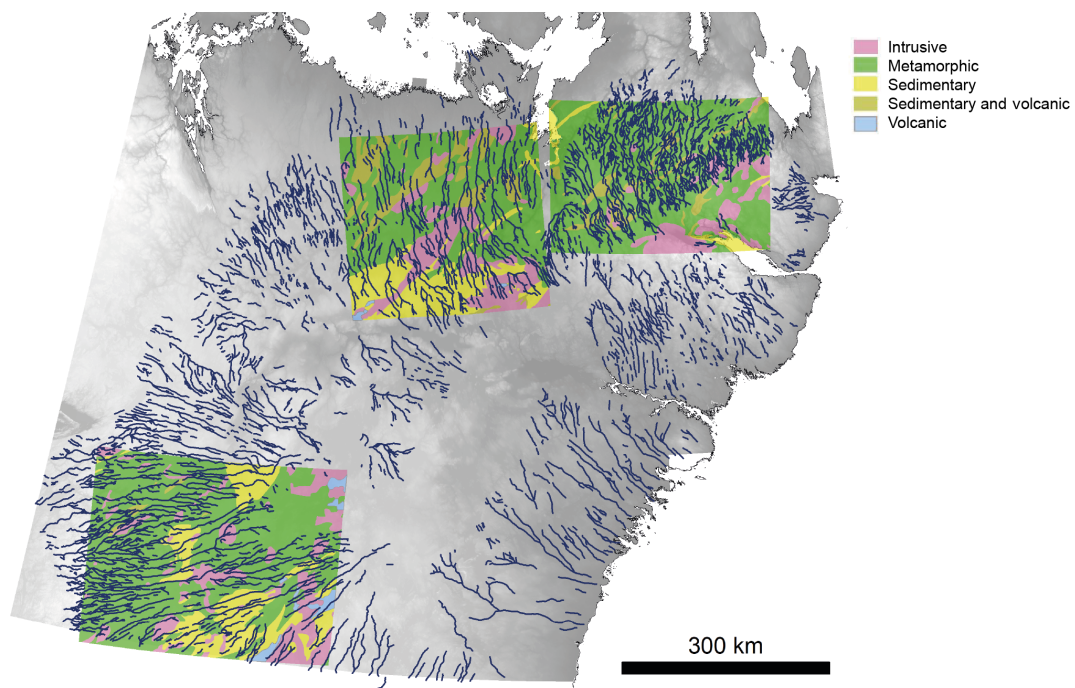 Intrusive
Metamorphic
Sedimentary
Sedimentary and volcanic
Volcanic
300 km